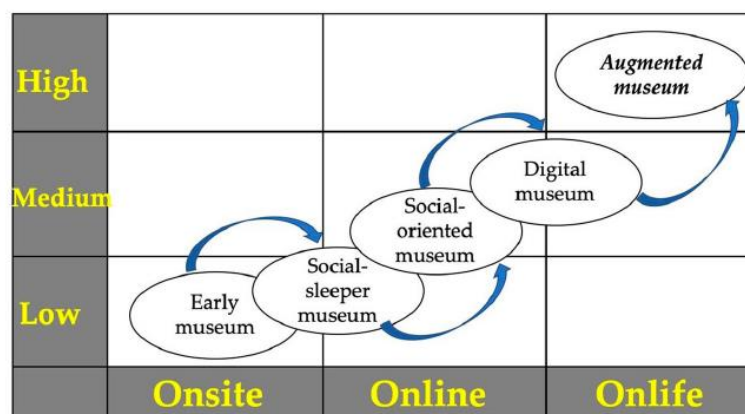 High
Augmented
museum
Medium
Digital
museum
Social-
oriented
museum
Low
Early
museum
Social-
sleeper
museum
Onsite
Online
Onlife